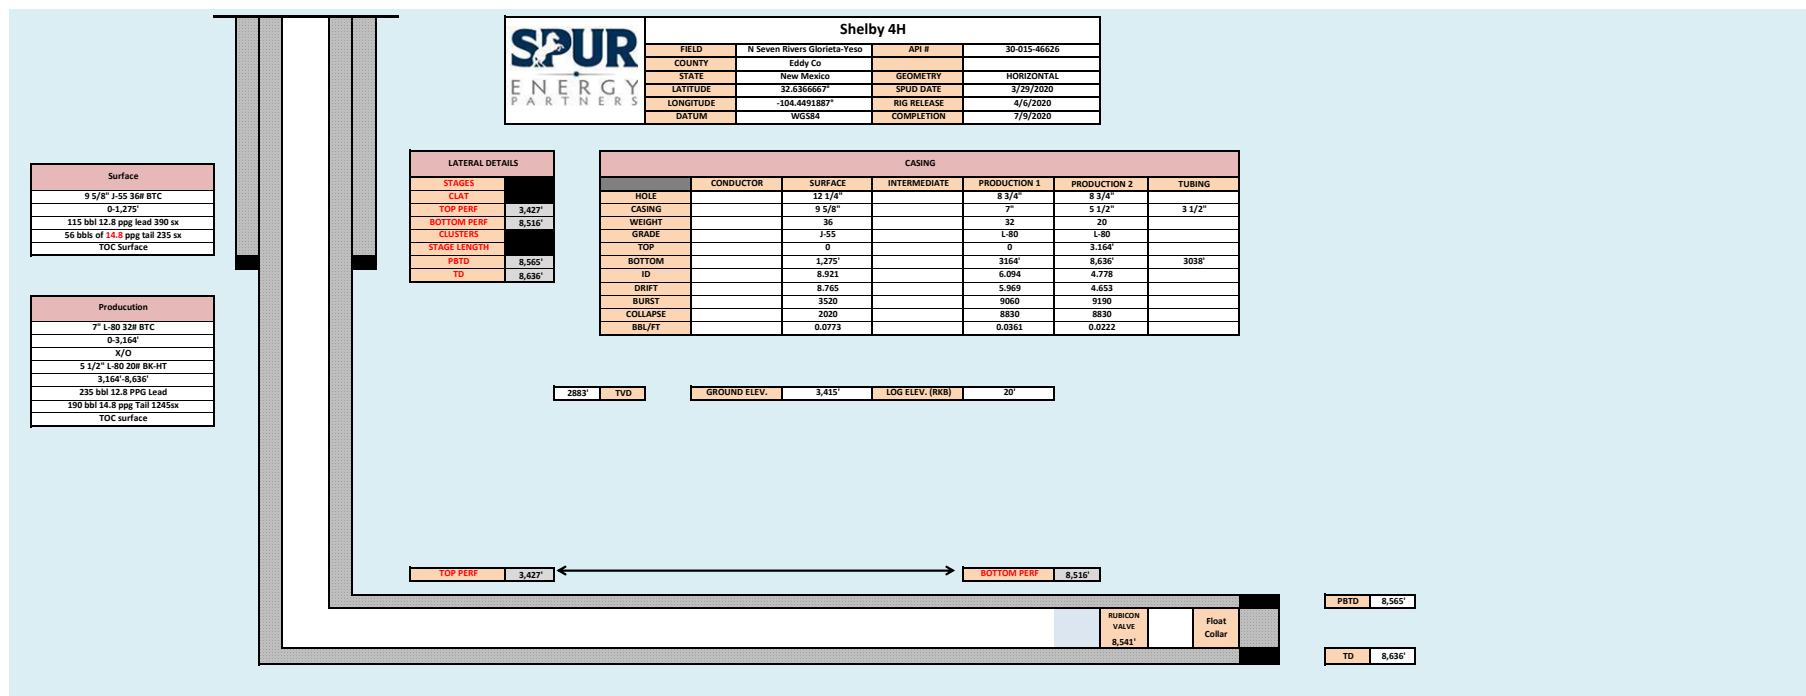 Shelby 4H
SPUR
ENERGY
PARTNERS
FIELD N Seven Rivers Glorieta-Yeso API # 30-015-46626
COUNTY Eddy Co
STATE New Mexico GEOMETRY HORIZONTAL
LATITUDE 32.6366667° SPUD DATE 3/29/2020
LONGITUDE -104.4491887° RIG RELEASE 4/6/2020
DATUM WGS84 COMPLETION 7/9/2020
Surface
9 5/8" J-55 36# BTC
0-1,275'
115 bbl 12.8 ppg lead 390 sx
56 bbls of 14.8 ppg tail 235 sx
TOC Surface
LATERAL DETAILS
STAGES
CLAT
TOP PERF 3,427'
BOTTOM PERF 8,516'
CLUSTERS
STAGE LENGTH
PBTD 8,565'
TD 8,636'
CASING
CONDUCTOR SURFACE INTERMEDIATE PRODUCTION 1 PRODUCTION 2 TUBING
HOLE 12 1/4" 8 3/4" 8 3/4"
CASING 9 5/8" 7" 5 1/2" 3 1/2"
WEIGHT 36 32 20
GRADE J-55 L-80 L-80
TOP 0 0 3.164'
BOTTOM 1,275' 3164' 8,636' 3038'
ID 8.921 6.094 4.778
DRIFT 8.765 5.969 4.653
BURST 3520 9060 9190
COLLAPSE 2020 8830 8830
BBL/FT 0.0773 0.0361 0.0222
Producution
7" L-80 32# BTC
0-3,164'
X/O
5 1/2" L-80 20# BK-HT
3,164'-8,636'
235 bbl 12.8 PPG Lead
190 bbl 14.8 ppg Tail 1245sx
TOC surface
2883' TVD GROUND ELEV. 3,415' LOG ELEV. (RKB) 20'
TOP PERF 3,427' BOTTOM PERF 8,516'
PBTD 8,565'
RUBICON
VALVE
8,541'
Float
Collar
TD 8,636'